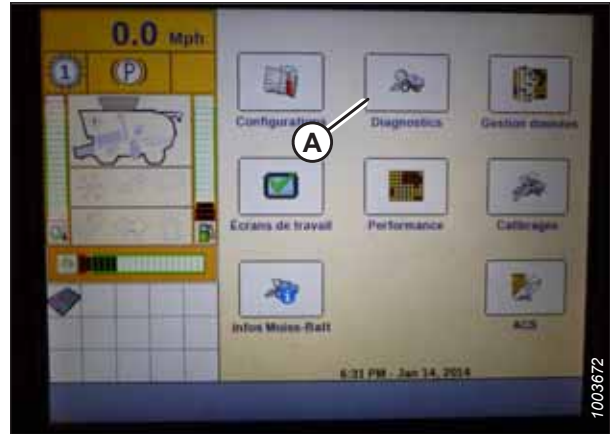 0.0 Mph
1 P
Configurations Diagnostics Gestion données
A
Ecrans de travail Performance Calibrages
Infos Moiss-Batt ACS
6:31 PM - Jan 14, 2014
1003672